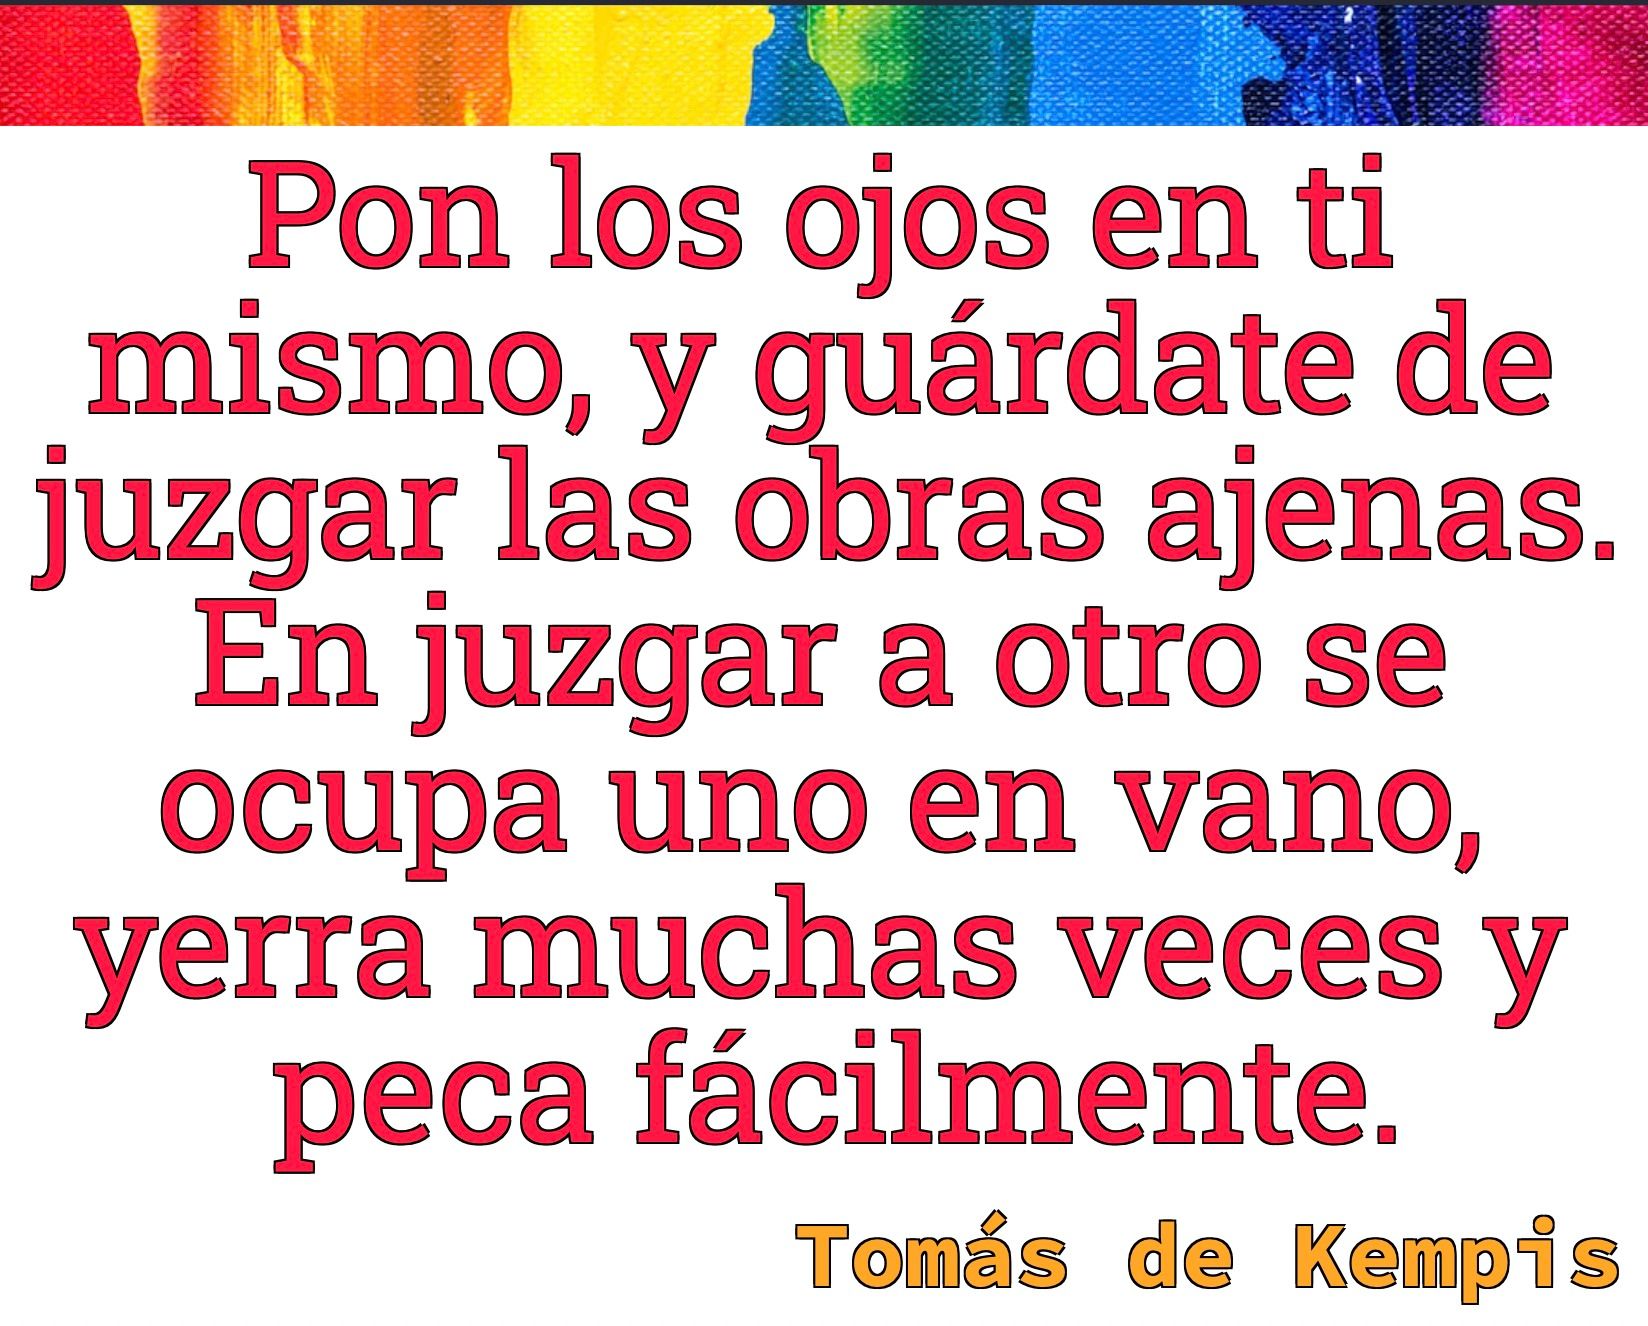 Pon los ojos en ti
mismo, y guárdate de
juzgar las obras ajenas.
En juzgar a otro se
ocupa uno en vano,
yerra muchas veces y
peca fácilmente.
Tomás de Kempis